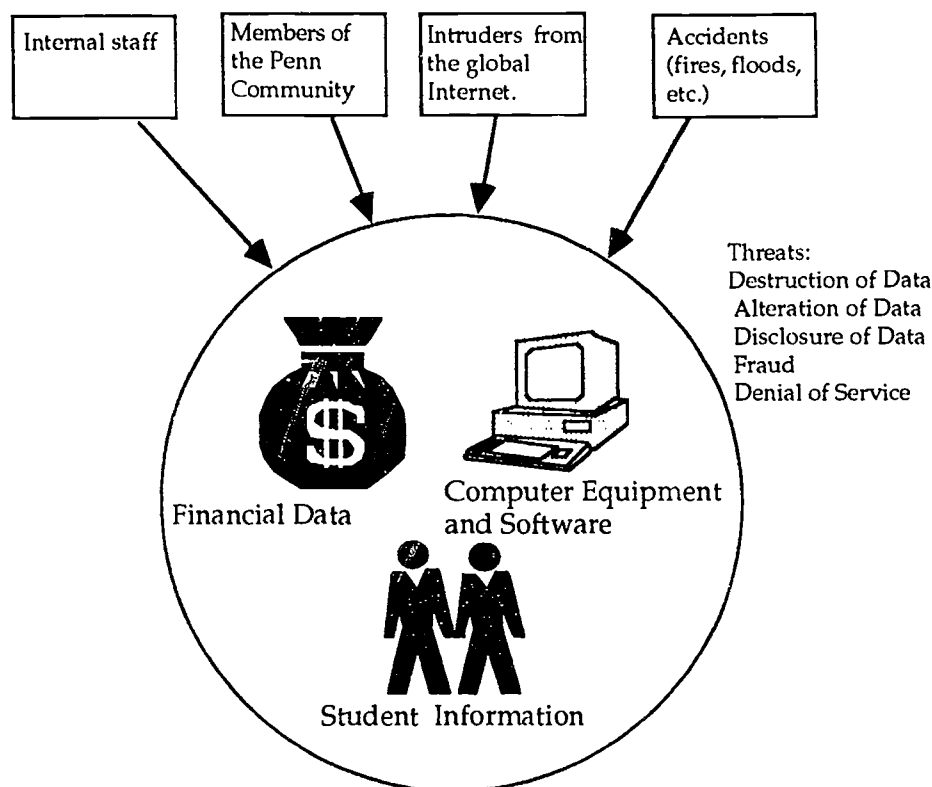 Internal staff
Members of
the Penn
Community
Intruders from
the global
Internet.
Accidents
(fires, floods,
etc.)
Threats:
Destruction of Data
Alteration of Data
Disclosure of Data
Fraud
Denial of Service
$
Financial Data
Computer Equipment
and Software
Student Information